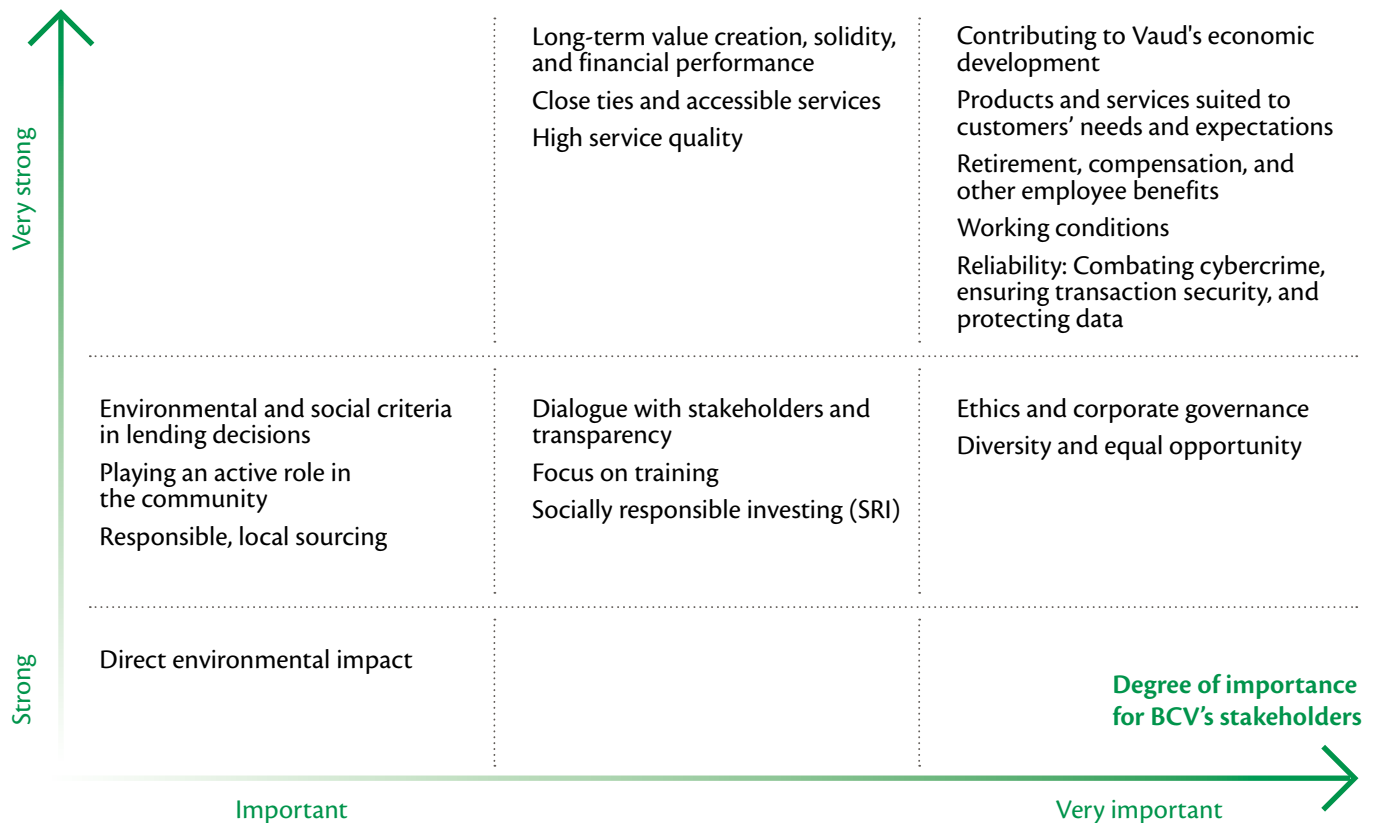 Very strong
Long-term value creation, solidity,
and financial performance
Close ties and accessible services
High service quality
Contributing to Vaud's economic
development
Products and services suited to
customers’ needs and expectations
Retirement, compensation, and
other employee benefits
Working conditions
Reliability: Combating cybercrime,
ensuring transaction security, and
protecting data
Environmental and social criteria
in lending decisions
Playing an active role in
the community
Responsible, local sourcing
Dialogue with stakeholders and
transparency
Focus on training
Socially responsible investing (SRI)
Ethics and corporate governance
Diversity and equal opportunity
Strong
Direct environmental impact
Degree of importance
for BCV’s stakeholders
Important
Very important